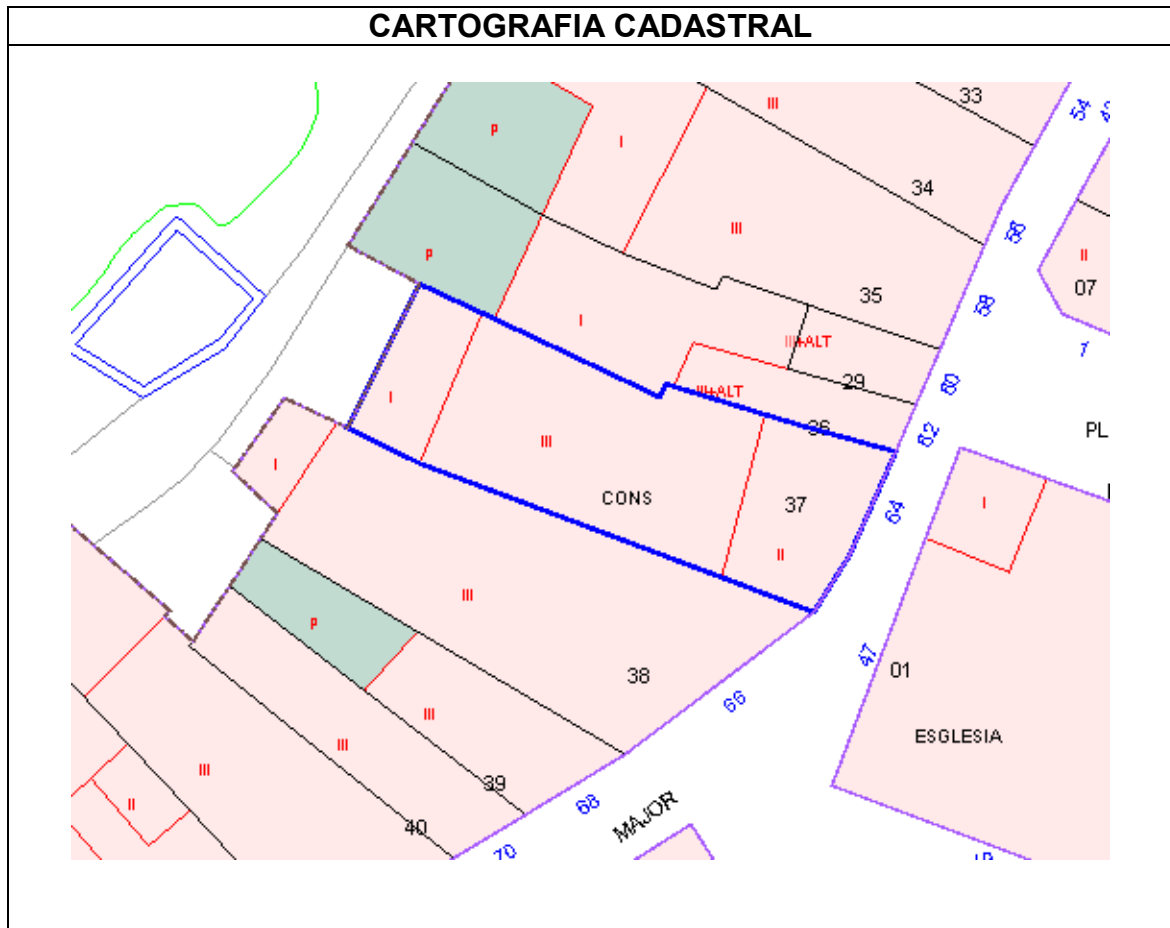 CARTOGRAFIA CADASTRAL
33
54
III
P
I
34
56
III
II
07
P
35
58
I
1
III+ALT
60
III+ALT
29
I
36
62
PL
III
I
CONS
37
64
I
II
III
47
P
01
38
66
III
ESGLESIA
III
III
39
II
68
MAJOR
40
70